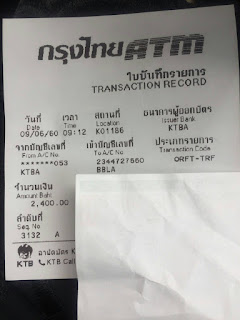 กรุงไทย ATM
ใบบันทึกรายการ
TRANSACTION RECORD
วันที่ เวลา สถานที่ ธนาคารผู้ออกบัตร
Date Time Location Issuer Bank
09/06/60 09:12 K01186 KTBA
จากบัญชีเลขที่ เข้าบัญชีเลขที่ ประเภทรายการ
From A/C No. To A/C No. Transaction Code
*******053 2344727560 ORFT-TRF
KTBA BBLA
จำนวนเงิน
Amount Baht
2,400.00
ลำดับที่
Seq No
3132 A
KTB
KTB Call